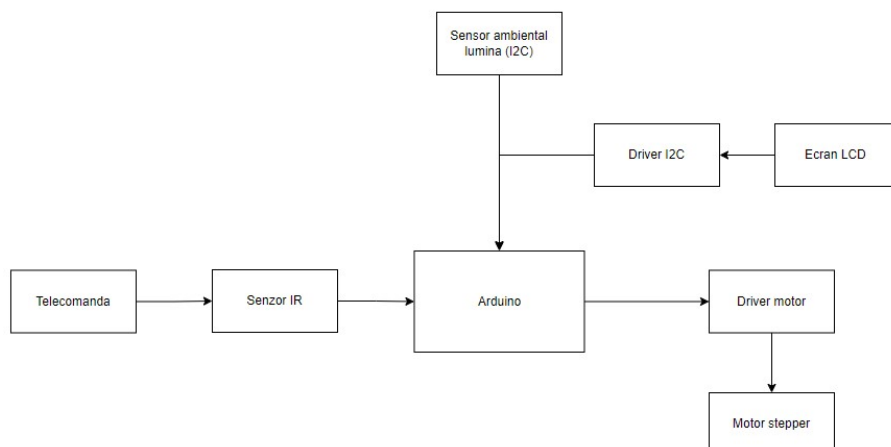 Sensor ambiental
lumina (I2C)
Driver I2C
Ecran LCD
Telecomanda
Senzor IR
Arduino
Driver motor
Motor stepper